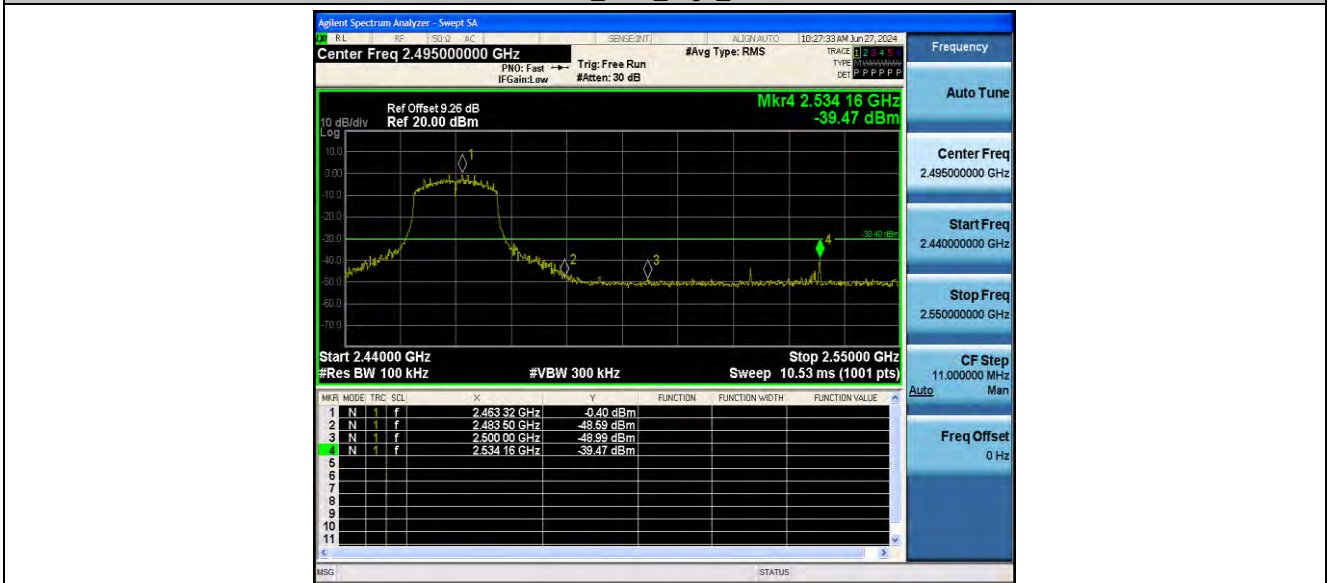 Agilent Spectrum Analyzer - Swept SA
RL RF 50 Ω AC SENSE:INT ALIGN AUTO 10:27:33 AM Jun 27, 2024
Center Freq 2.495000000 GHz #Avg Type: RMS TRACE 1 2 3 4 5 6
PNO: Fast Trig: Free Run TYPE M
IFGain:Low #Atten: 30 dB DET P P P P P P
Mkr4 2.534 16 GHz
-39.47 dBm
Ref Offset 9.26 dB
10 dB/div Ref 20.00 dBm
Log
10.0
0.00
-10.0
-20.0
-30.0
-40.0
-50.0
-60.0
-70.0
1
2
3
4
-30.40 dBm
Start 2.44000 GHz Stop 2.55000 GHz
#Res BW 100 kHz #VBW 300 kHz Sweep 10.53 ms (1001 pts)
MKR MODE TRC SCL X Y FUNCTION FUNCTION WIDTH FUNCTION VALUE
1 N 1 f 2.463 32 GHz -0.40 dBm
2 N 1 f 2.483 50 GHz -48.59 dBm
3 N 1 f 2.500 00 GHz -48.99 dBm
4 N 1 f 2.534 16 GHz -39.47 dBm
5
6
7
8
9
10
11
MSG STATUS
Frequency
Auto Tune
Center Freq
2.495000000 GHz
Start Freq
2.440000000 GHz
Stop Freq
2.550000000 GHz
CF Step
11.000000 MHz
Auto Man
Freq Offset
0 Hz